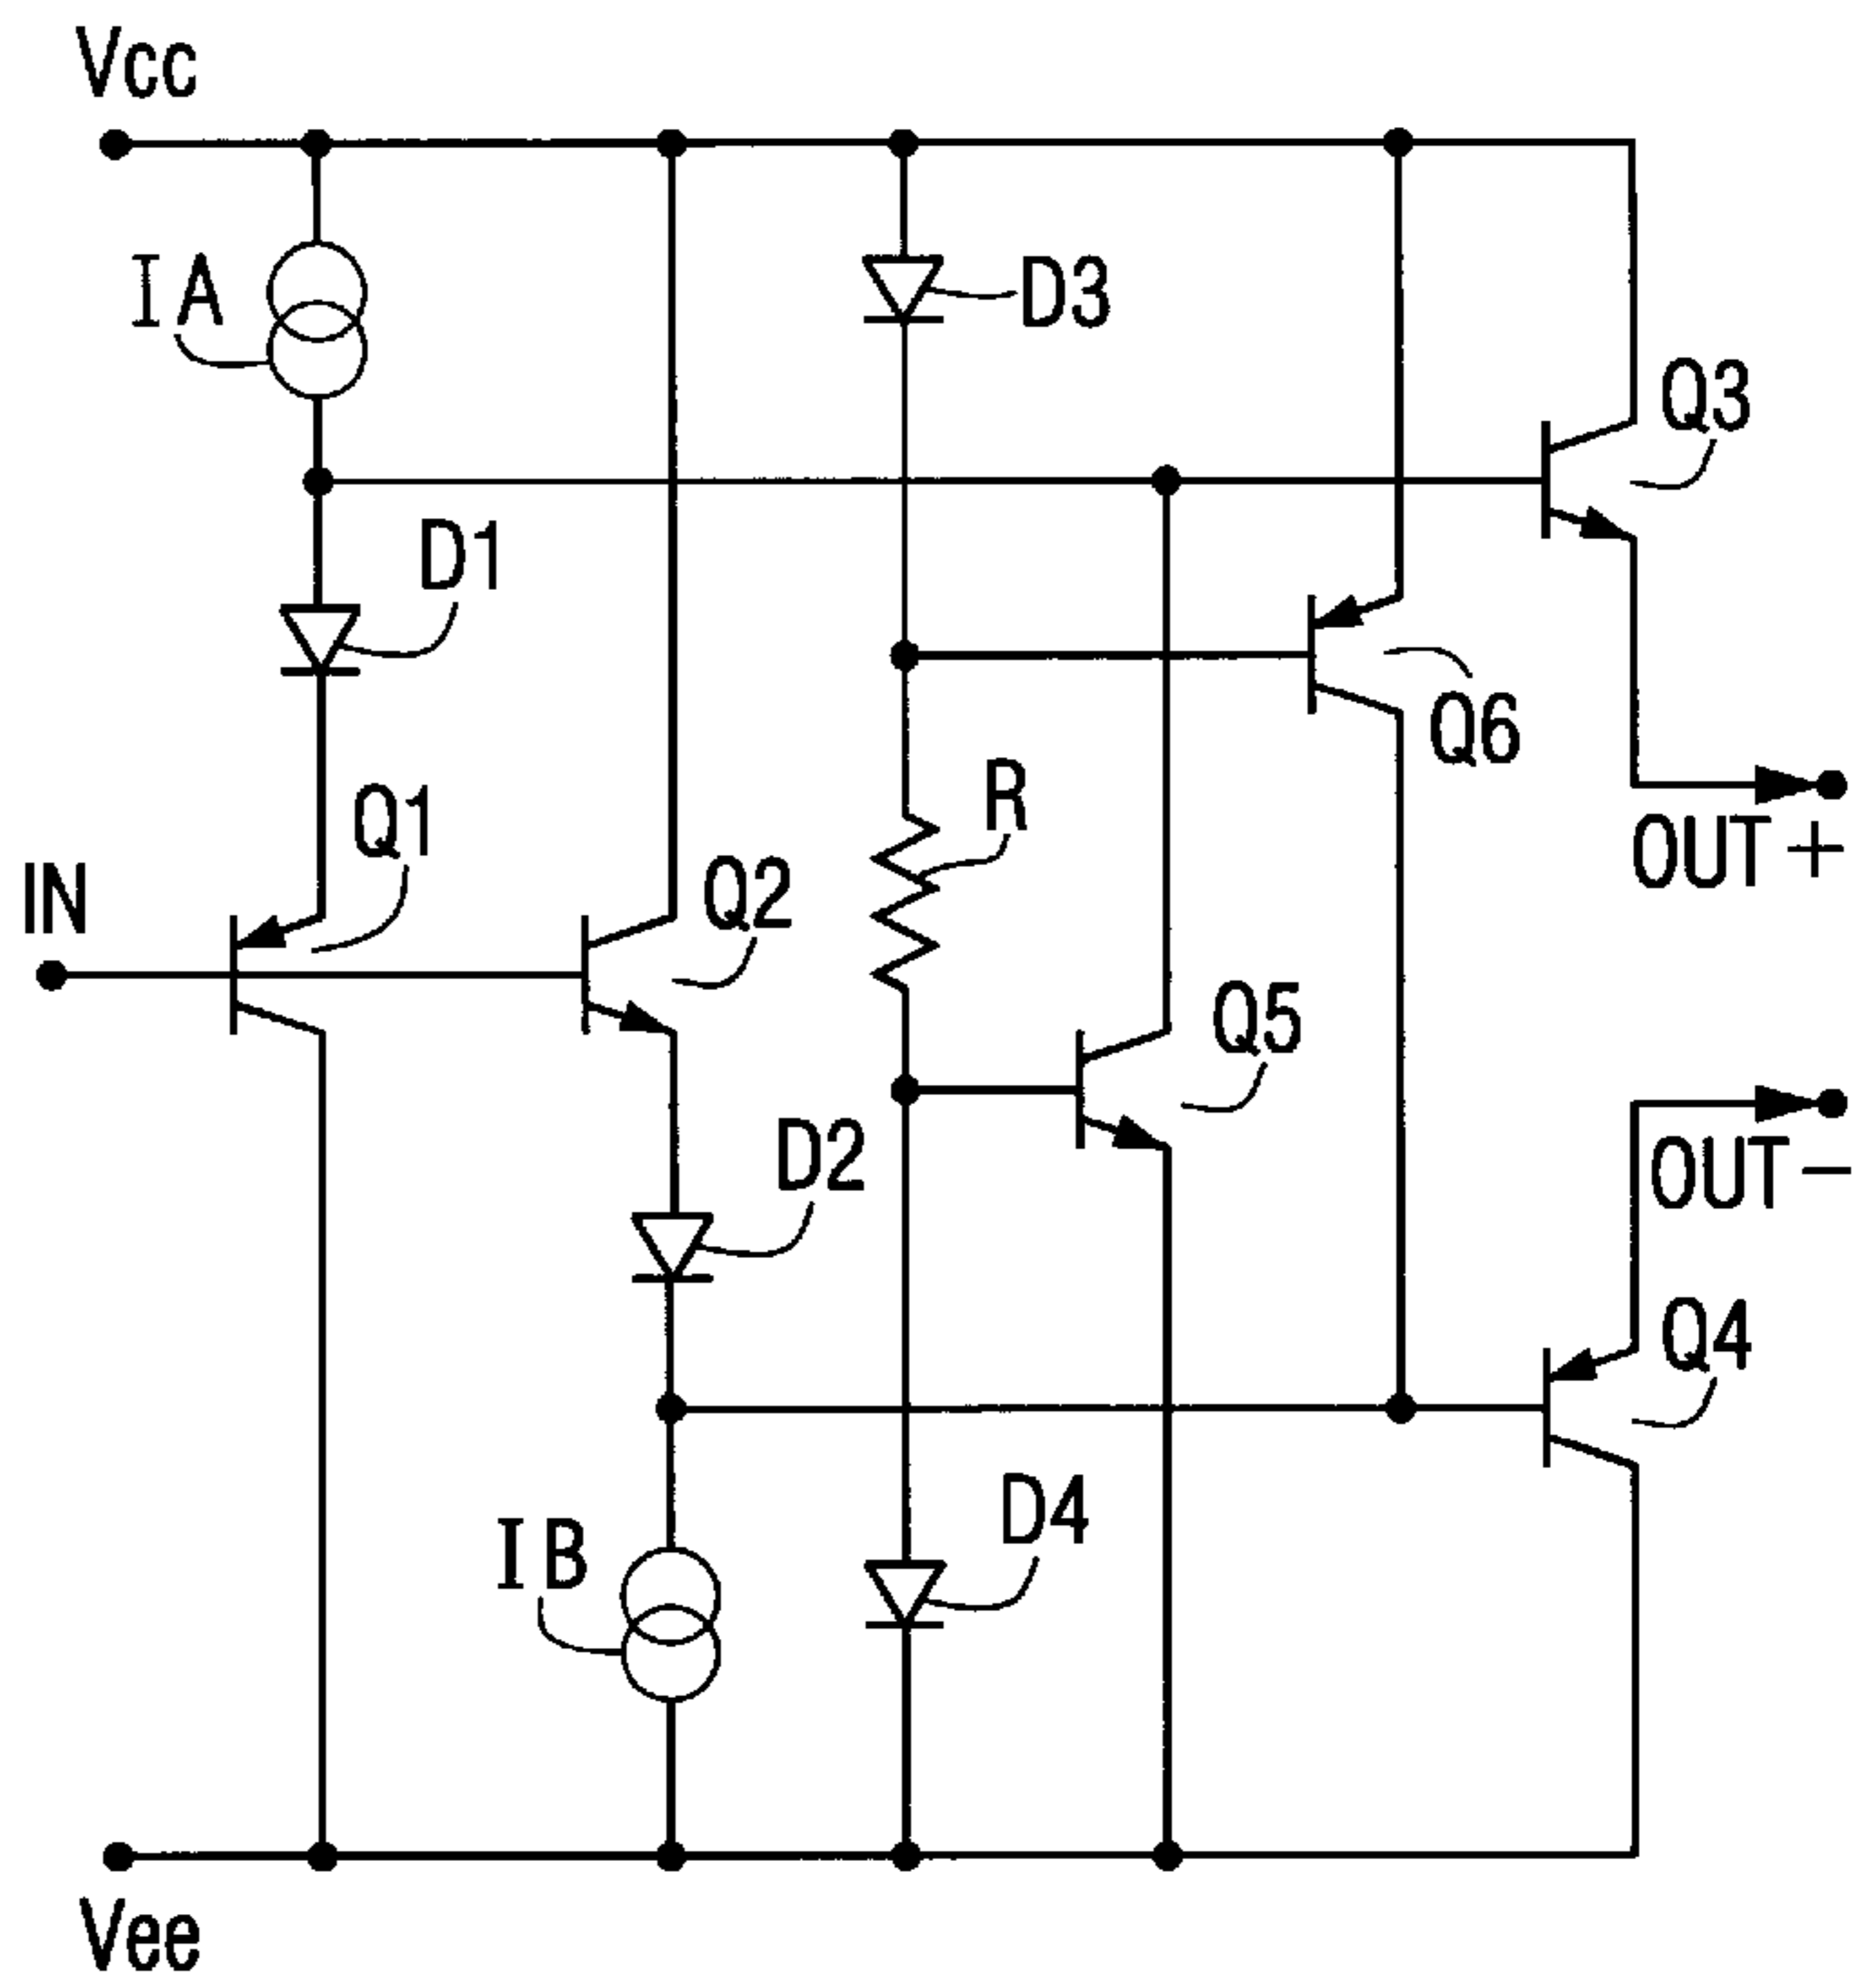 Vcc
IA
D3
Q3
D1
Q6
R
Q1
OUT+
IN
Q2
Q5
D2
OUT−
Q4
D4
IB
Vee